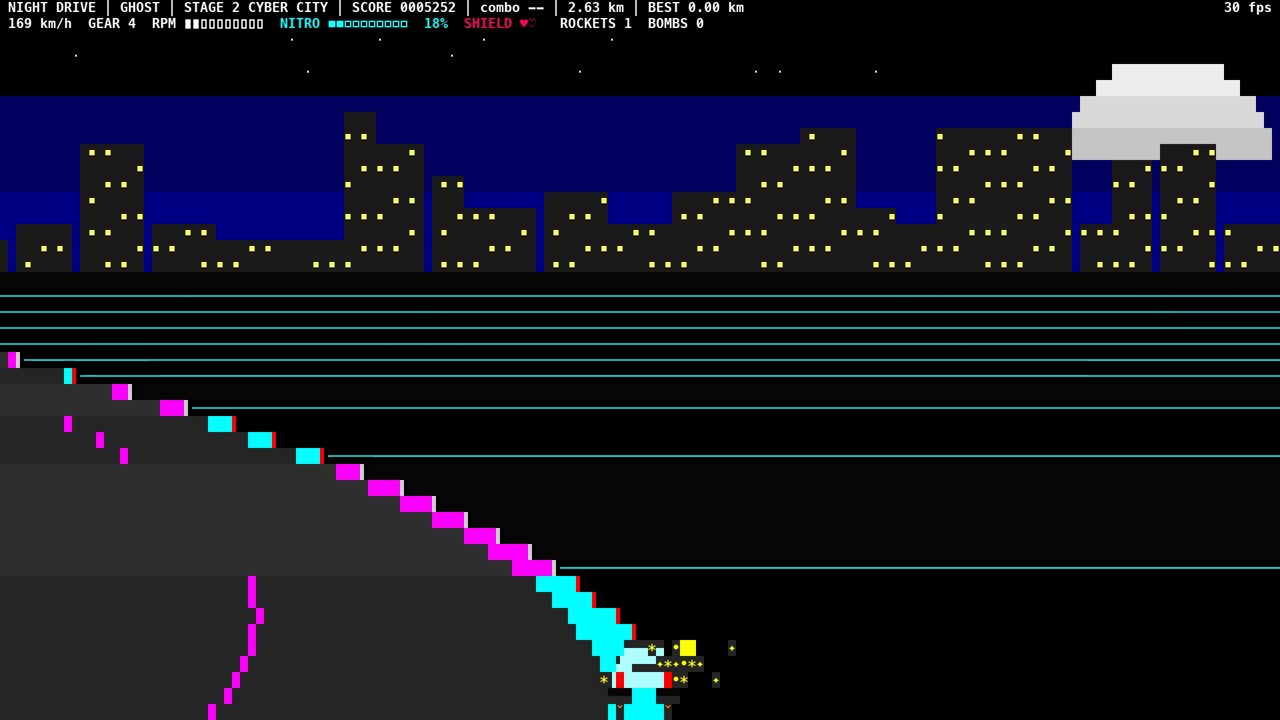 NIGHT DRIVE | GHOST | STAGE 2 CYBER CITY | SCORE 0005252 | combo —— | 2.63 km | BEST 0.00 km 30 fps
169 km/h GEAR 4 RPM ▮▮▯▯▯▯▯▯▯▯ NITRO ■■□□□□□□□□ 18% SHIELD ♥♡ ROCKETS 1 BOMBS 0